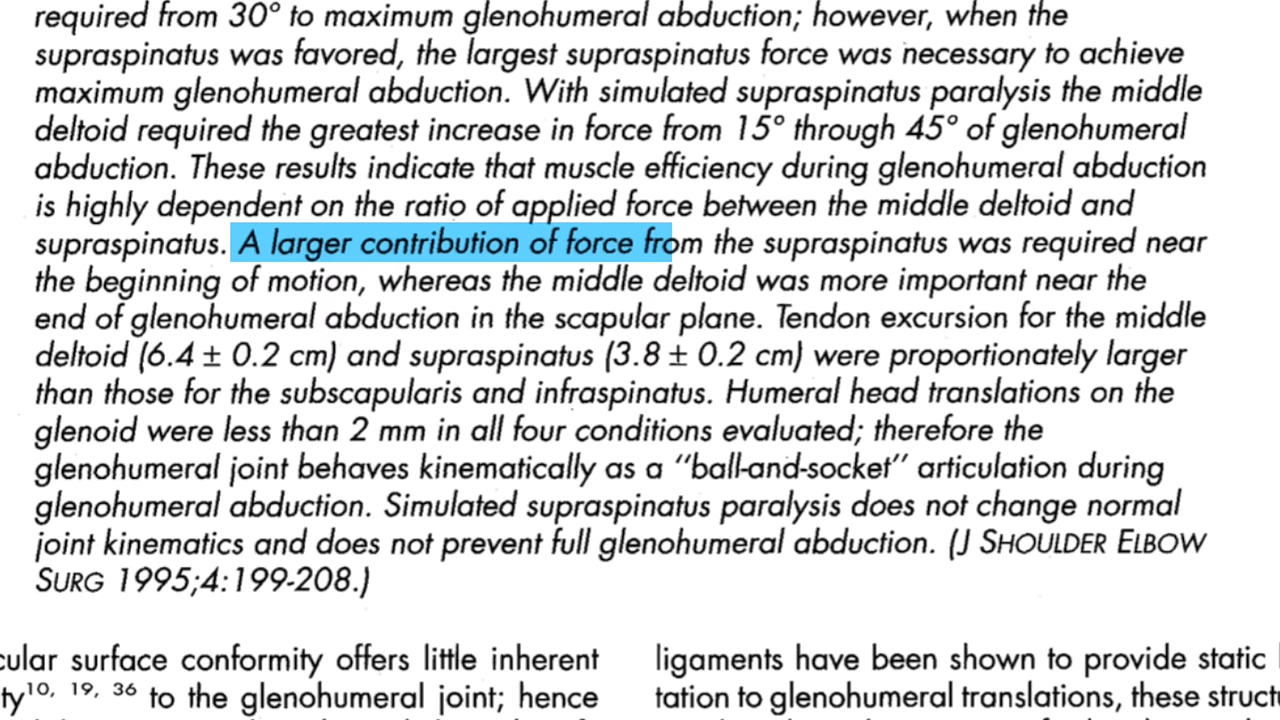 required from 30° to maximum glenohumeral abduction; however, when the
supraspinatus was favored, the largest supraspinatus force was necessary to achieve
maximum glenohumeral abduction. With simulated supraspinatus paralysis the middle
deltoid required the greatest increase in force from 15° through 45° of glenohumeral
abduction. These results indicate that muscle efficiency during glenohumeral abduction
is highly dependent on the ratio of applied force between the middle deltoid and
supraspinatus. A larger contribution of force from the supraspinatus was required near
the beginning of motion, whereas the middle deltoid was more important near the
end of glenohumeral abduction in the scapular plane. Tendon excursion for the middle
deltoid (6.4 ± 0.2 cm) and supraspinatus (3.8 ± 0.2 cm) were proportionately larger
than those for the subscapularis and infraspinatus. Humeral head translations on the
glenoid were less than 2 mm in all four conditions evaluated; therefore the
glenohumeral joint behaves kinematically as a "ball-and-socket" articulation during
glenohumeral abduction. Simulated supraspinatus paralysis does not change normal
joint kinematics and does not prevent full glenohumeral abduction. (J SHOULDER ELBOW
SURG 1995;4:199-208.)
cular surface conformity offers little inherent
ty10, 19, 36 to the glenohumeral joint; hence
ligaments have been shown to provide static
tation to glenohumeral translations, these struct